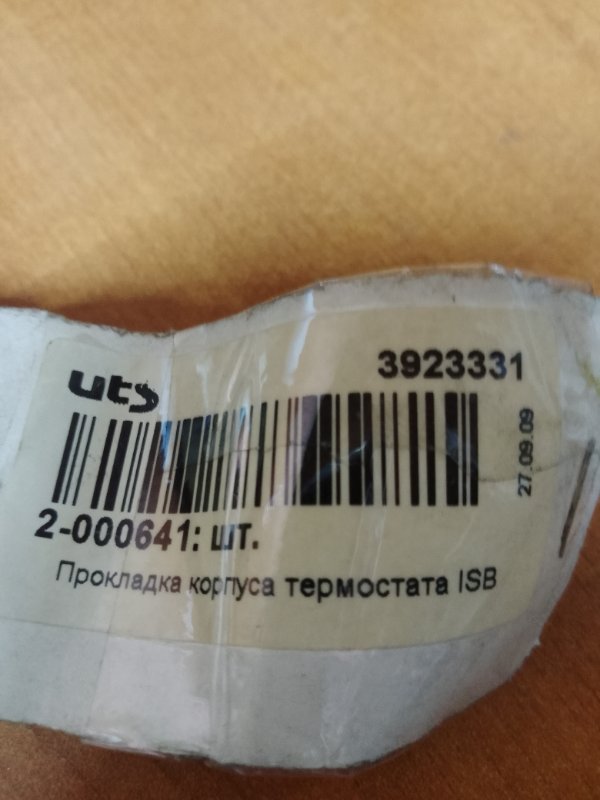 uts
3923331
27.09.09
2-000641: шт.
Прокладка корпуса термостата ISB